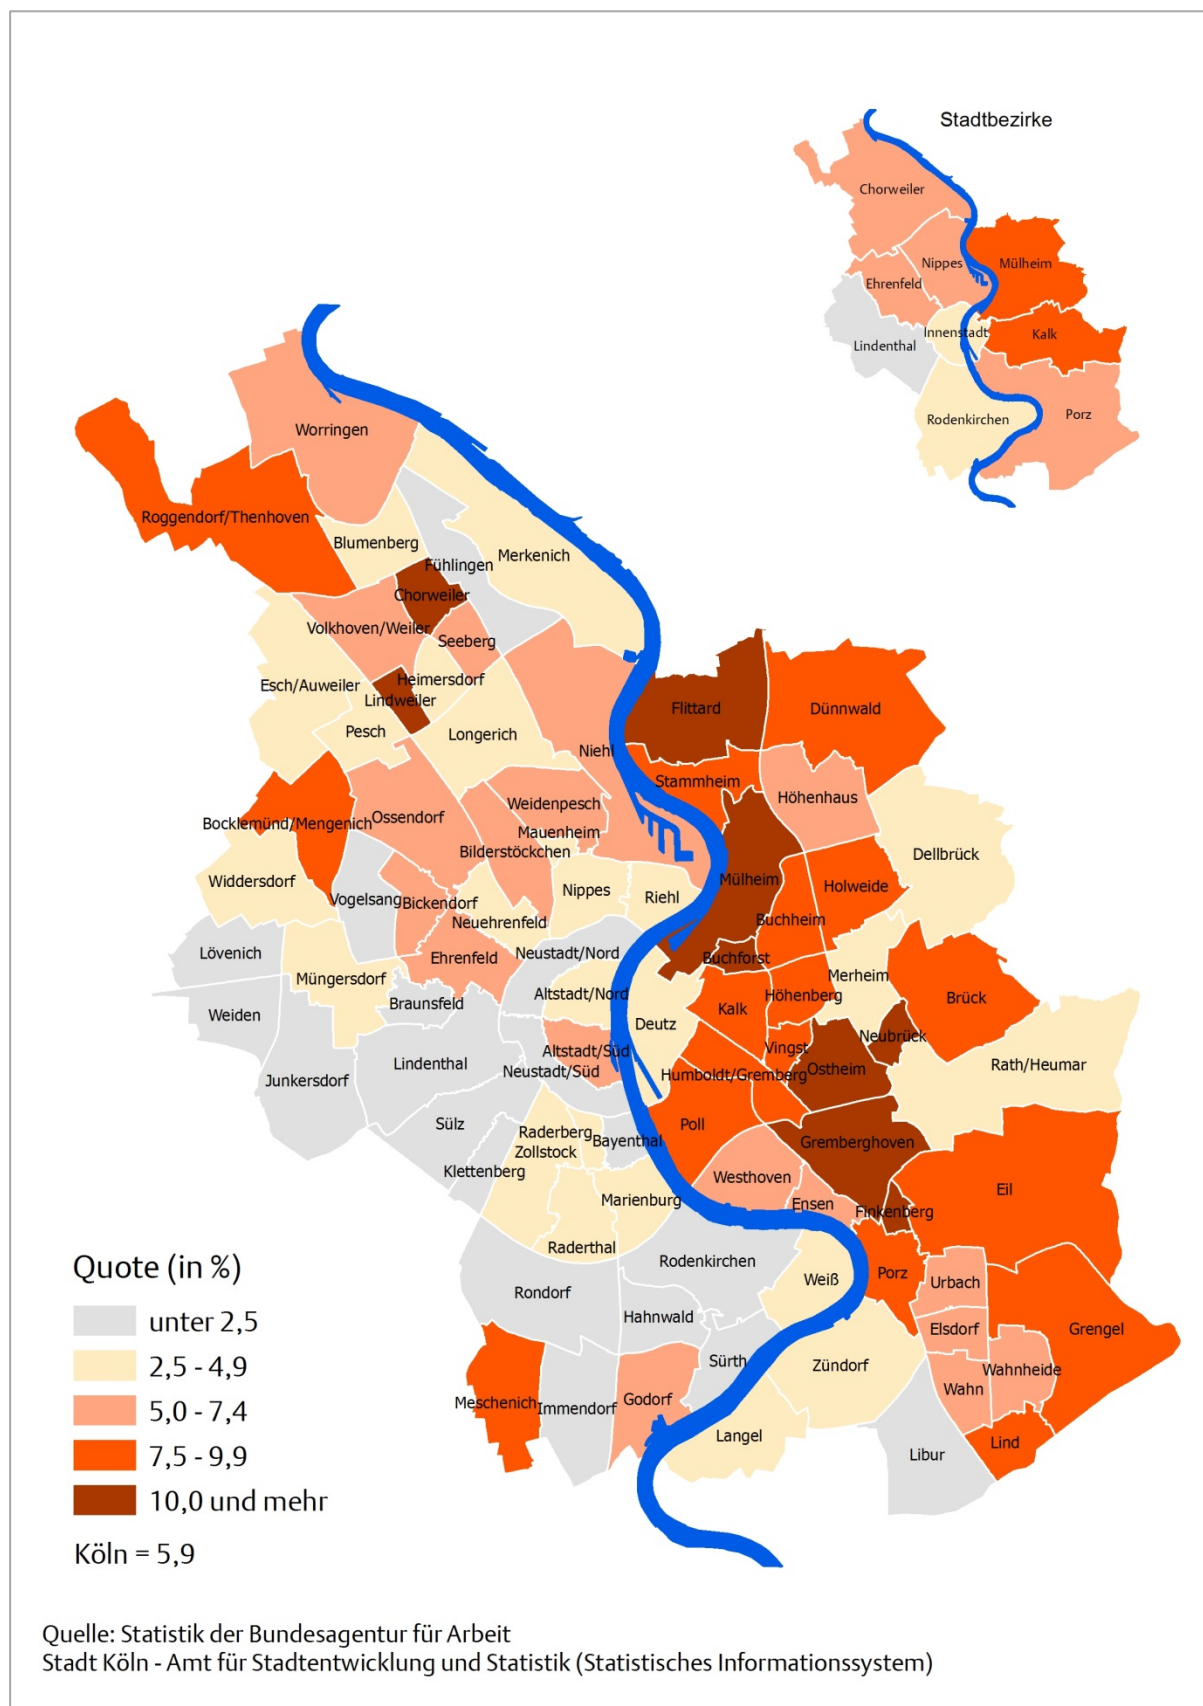 Stadtbezirke
Chorweiler
Nippes
Mülheim
Ehrenfeld
Innenstadt
Kalk
Lindenthal
Rodenkirchen
Porz
Worringen
Roggendorf/Thenhoven
Blumenberg
Merkenich
Fühlingen
Chorweiler
Volkhoven/Weiler
Seeberg
Heimersdorf
Esch/Auweiler
Lindweiler
Pesch
Longerich
Flittard
Dünnwald
Niehl
Stammheim
Höhenhaus
Weidenpesch
Ossendorf
Bocklemünd/Mengenich
Mauenheim
Bilderstöckchen
Dellbrück
Widdersdorf
Nippes
Riehl
Mülheim
Holweide
Vogelsang
Bickendorf
Neuehrenfeld
Buchheim
Lövenich
Neustadt/Nord
Ehrenfeld
Buchforst
Müngersdorf
Merheim
Braunsfeld
Altstadt/Nord
Höhenberg
Brück
Weiden
Kalk
Deutz
Neubrück
Vingst
Altstadt/Süd
Lindenthal
Ostheim
Rath/Heumar
Neustadt/Süd
Humboldt/Gremberg
Junkersdorf
Sülz
Poll
Raderberg
Bayenthal
Zollstock
Gremberghoven
Klettenberg
Westhoven
Marienburg
Ensen
Eil
Finkenberg
Raderthal
Rodenkirchen
Weiß
Porz
Urbach
Rondorf
Hahnwald
Elsdorf
Grengel
Sürth
Zündorf
Wahnheide
Wahn
Meschenich
Immendorf
Godorf
Langel
Lind
Libur
Quote (in %)
unter 2,5
2,5 - 4,9
5,0 - 7,4
7,5 - 9,9
10,0 und mehr
Köln = 5,9
Quelle: Statistik der Bundesagentur für Arbeit
Stadt Köln - Amt für Stadtentwicklung und Statistik (Statistisches Informationssystem)